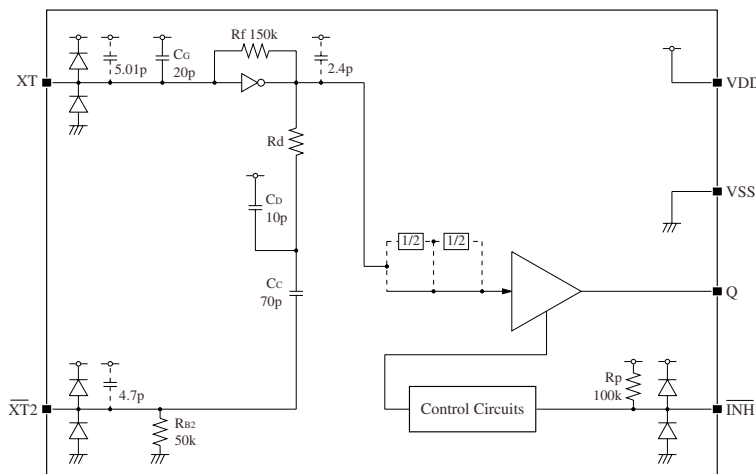 Rf 150k
XT
5.01p
CG
20p
2.4p
VDD
Rd
CD
10p
VSS
1/2
1/2
CC
70p
Q
XT2
4.7p
RB2
50k
Control Circuits
Rp
100k
INH